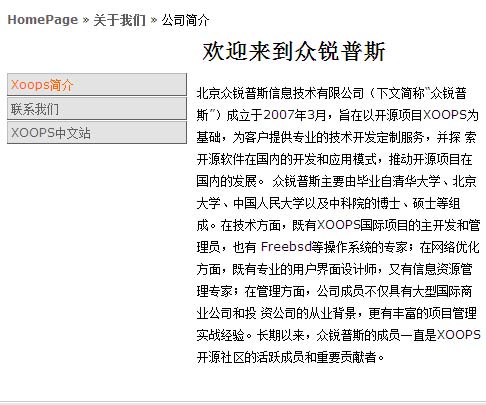 HomePage » 关于我们 » 公司简介
欢迎来到众锐普斯
Xoops简介
联系我们
XOOPS中文站
北京众锐普斯信息技术有限公司（下文简称“众锐普
斯”）成立于2007年3月，旨在以开源项目XOOPS为
基础，为客户提供专业的技术开发定制服务，并探 索
开源软件在国内的开发和应用模式，推动开源项目在
国内的发展。 众锐普斯主要由毕业自清华大学、北京
大学、中国人民大学以及中科院的博士、硕士等组
成。在技术方面，既有XOOPS国际项目的主开发和管
理员，也有 Freebsd等操作系统的专家；在网络优化
方面，既有专业的用户界面设计师，又有信息资源管
理专家；在管理方面，公司成员不仅具有大型国际商
业公司和投 资公司的从业背景，更有丰富的项目管理
实战经验。长期以来，众锐普斯的成员一直是XOOPS
开源社区的活跃成员和重要贡献者。